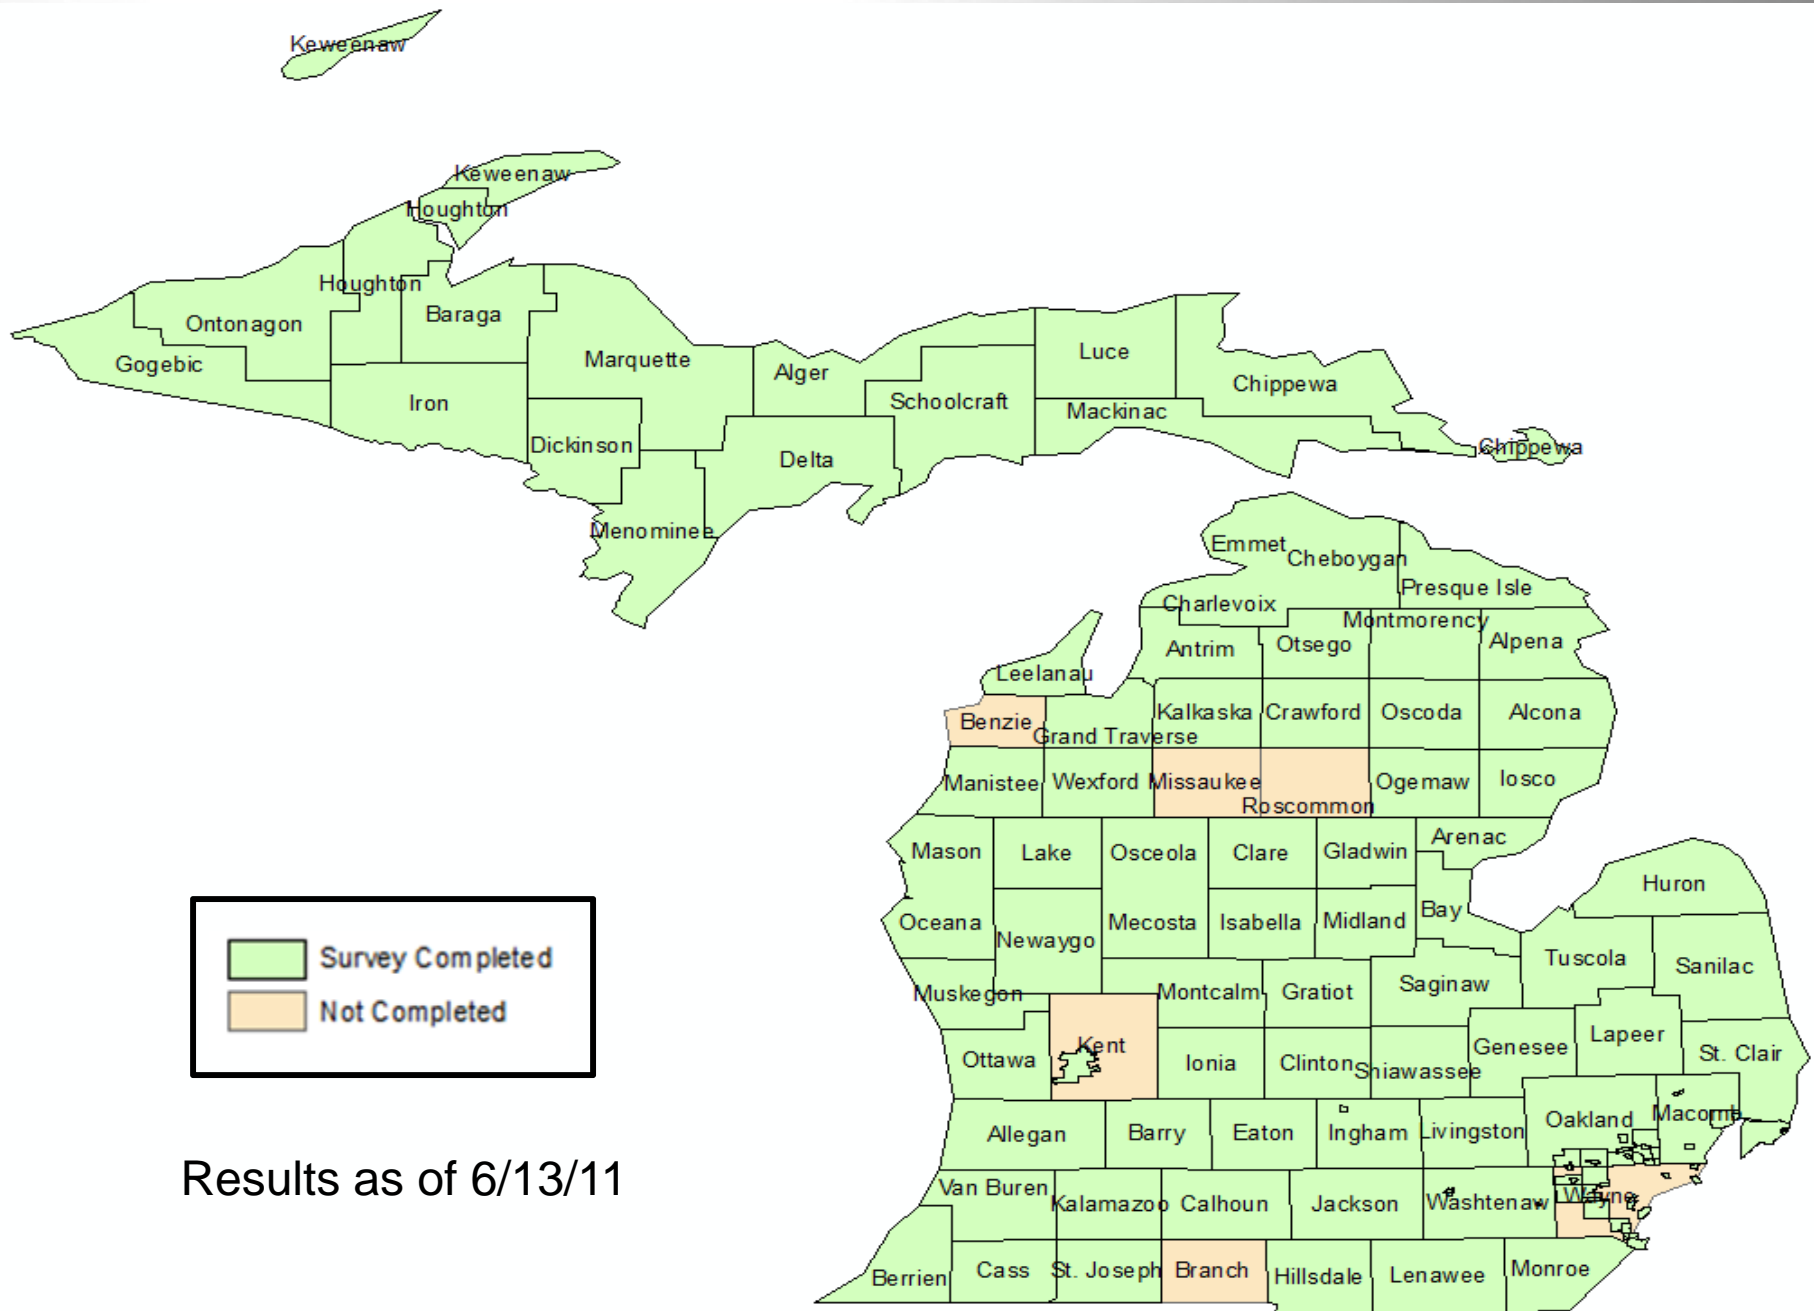 Keweenaw
Keweenaw
Houghton
Houghton
Baraga
Ontonagon
Gogebic
Marquette
Alger
Luce
Chippewa
Iron
Schoolcraft
Mackinac
Dickinson
Delta
Chippewa
Menominee
Emmet
Cheboygan
Presque Isle
Charlevoix
Montmorency
Antrim
Otsego
Alpena
Leelanau
Benzie
Grand Traverse
Kalkaska
Crawford
Oscoda
Alcona
Manistee
Wexford
Missaukee
Roscommon
Ogemaw
Iosco
Mason
Lake
Osceola
Clare
Gladwin
Arenac
Huron
Oceana
Newaygo
Mecosta
Isabella
Midland
Bay
Tuscola
Sanilac
Muskegon
Montcalm
Gratiot
Saginaw
Ottawa
Kent
Ionia
Clinton
Shiawassee
Genesee
Lapeer
St. Clair
Allegan
Barry
Eaton
Ingham
Livingston
Oakland
Macomb
Van Buren
Kalamazoo
Calhoun
Jackson
Washtenaw
Wayne
Berrien
Cass
St. Joseph
Branch
Hillsdale
Lenawee
Monroe
Survey Completed
Not Completed
Results as of 6/13/11